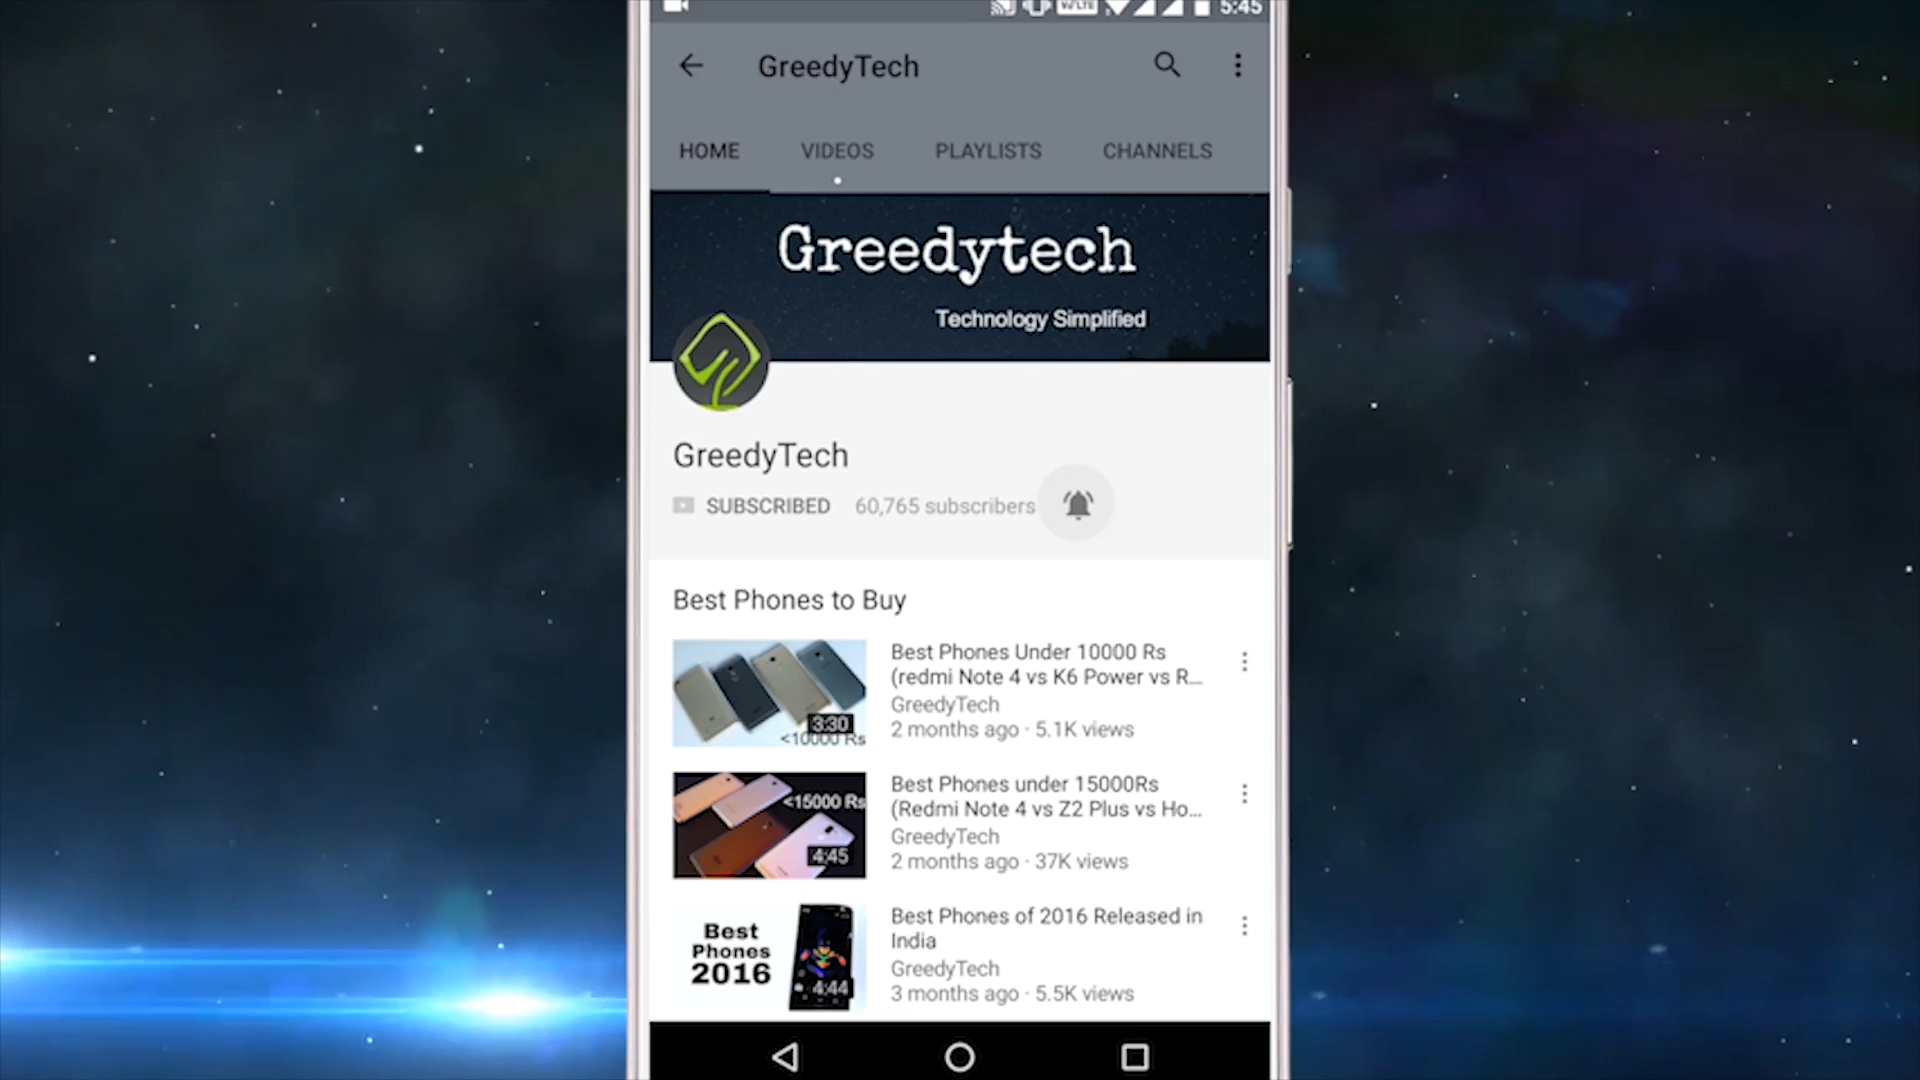 VoLTE 5:45
GreedyTech
HOME VIDEOS PLAYLISTS CHANNELS
Greedytech
Technology Simplified
GreedyTech
SUBSCRIBED 60,765 subscribers
Best Phones to Buy
Best Phones Under 10000 Rs
(redmi Note 4 vs K6 Power vs R...
GreedyTech
2 months ago · 5.1K views
3:30
<10000 Rs
Best Phones under 15000Rs
(Redmi Note 4 vs Z2 Plus vs Ho...
GreedyTech
2 months ago · 37K views
<15000 Rs
4:45
Best Phones of 2016 Released in
India
GreedyTech
3 months ago · 5.5K views
Best
Phones
2016
4:44